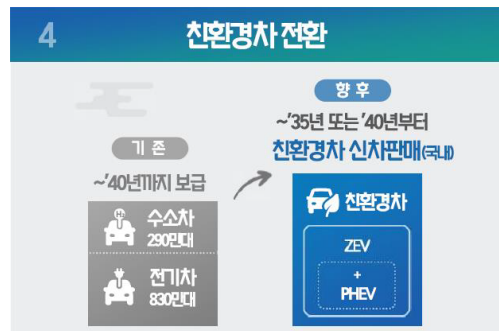 4 친환경차 전환
향 후
~'35년 또는 '40년부터
친환경차 신차판매(국내)
기 존
~'40년까지 보급
H₂
수소차
290만대
전기차
830만대
친환경차
ZEV
+
PHEV